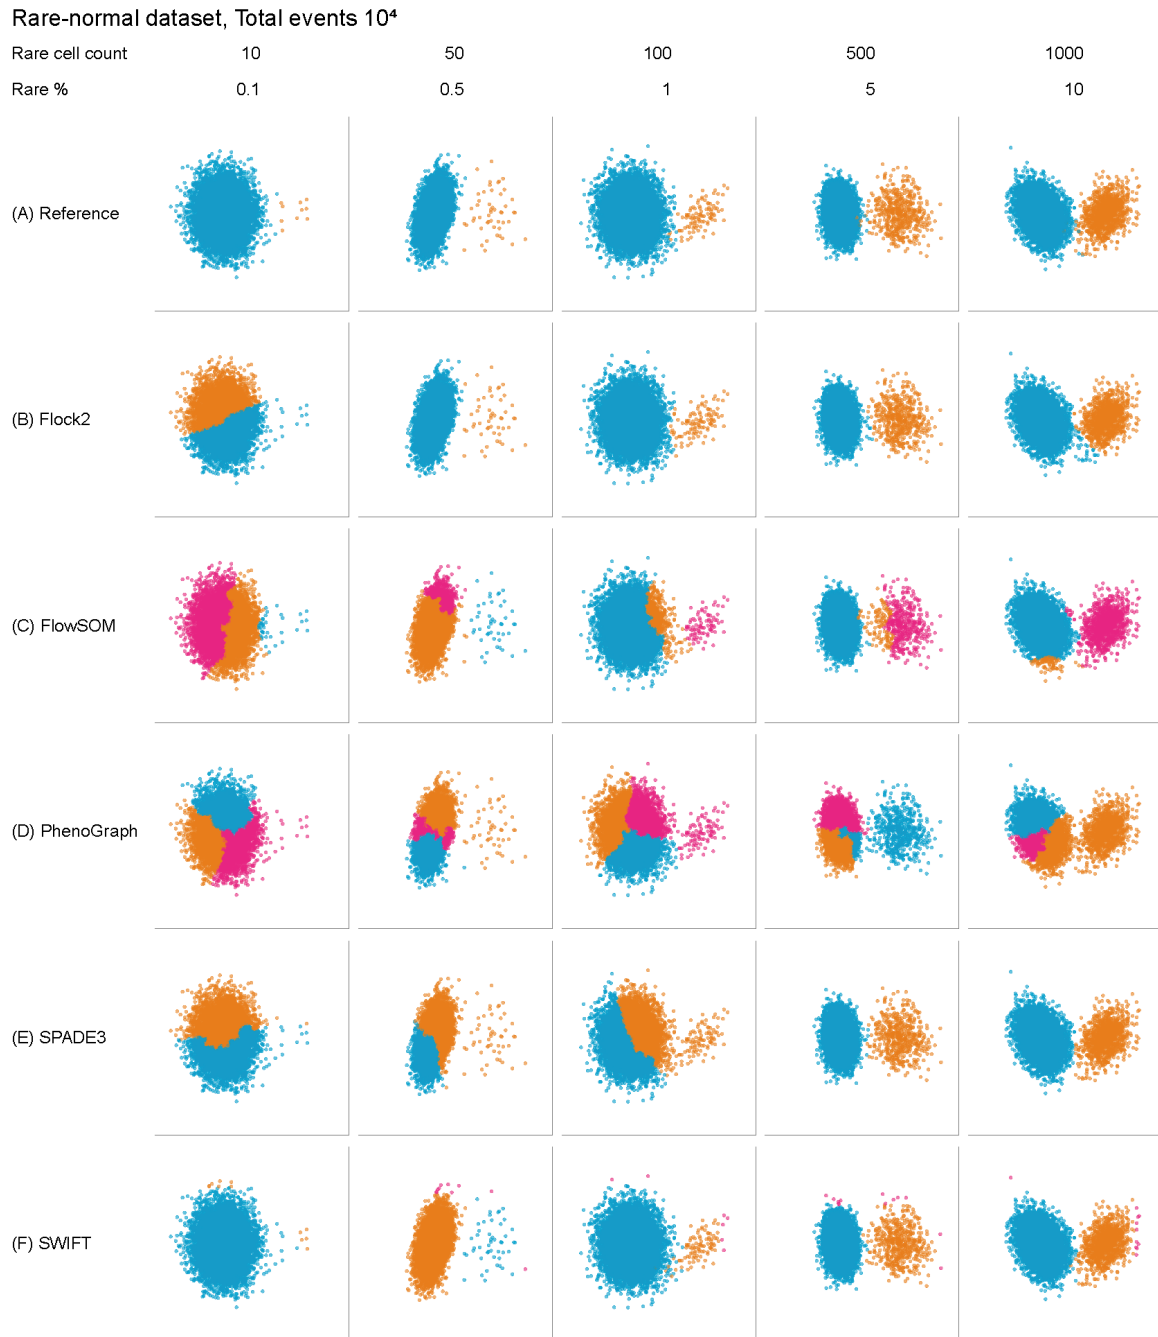 Rare-normal dataset, Total events 10⁴
Rare cell count 10 50 100 500 1000
Rare % 0.1 0.5 1 5 10
(A) Reference
(B) Flock2
(C) FlowSOM
(D) PhenoGraph
(E) SPADE3
(F) SWIFT